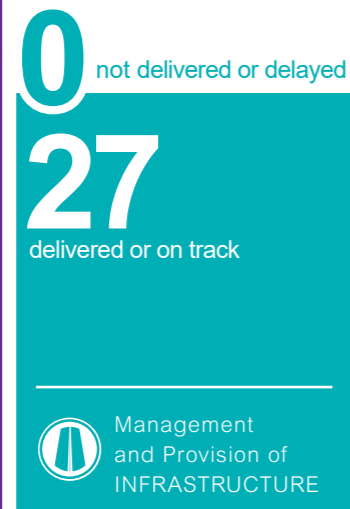 0 not delivered or delayed
27
delivered or on track
Management
and Provision of
INFRASTRUCTURE